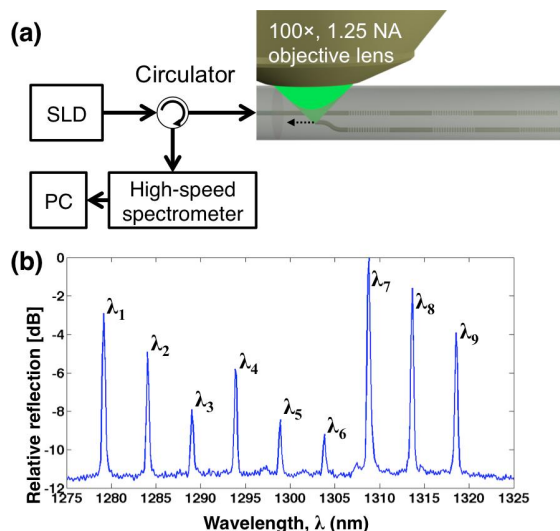 (a)
100×, 1.25 NA
objective lens
Circulator
SLD
PC
High-speed
spectrometer
(b)
Relative reflection [dB]
0
-2
-4
-6
-8
-10
-12
λ1
λ2
λ3
λ4
λ5
λ6
λ7
λ8
λ9
1275 1280 1285 1290 1295 1300 1305 1310 1315 1320 1325
Wavelength, λ (nm)